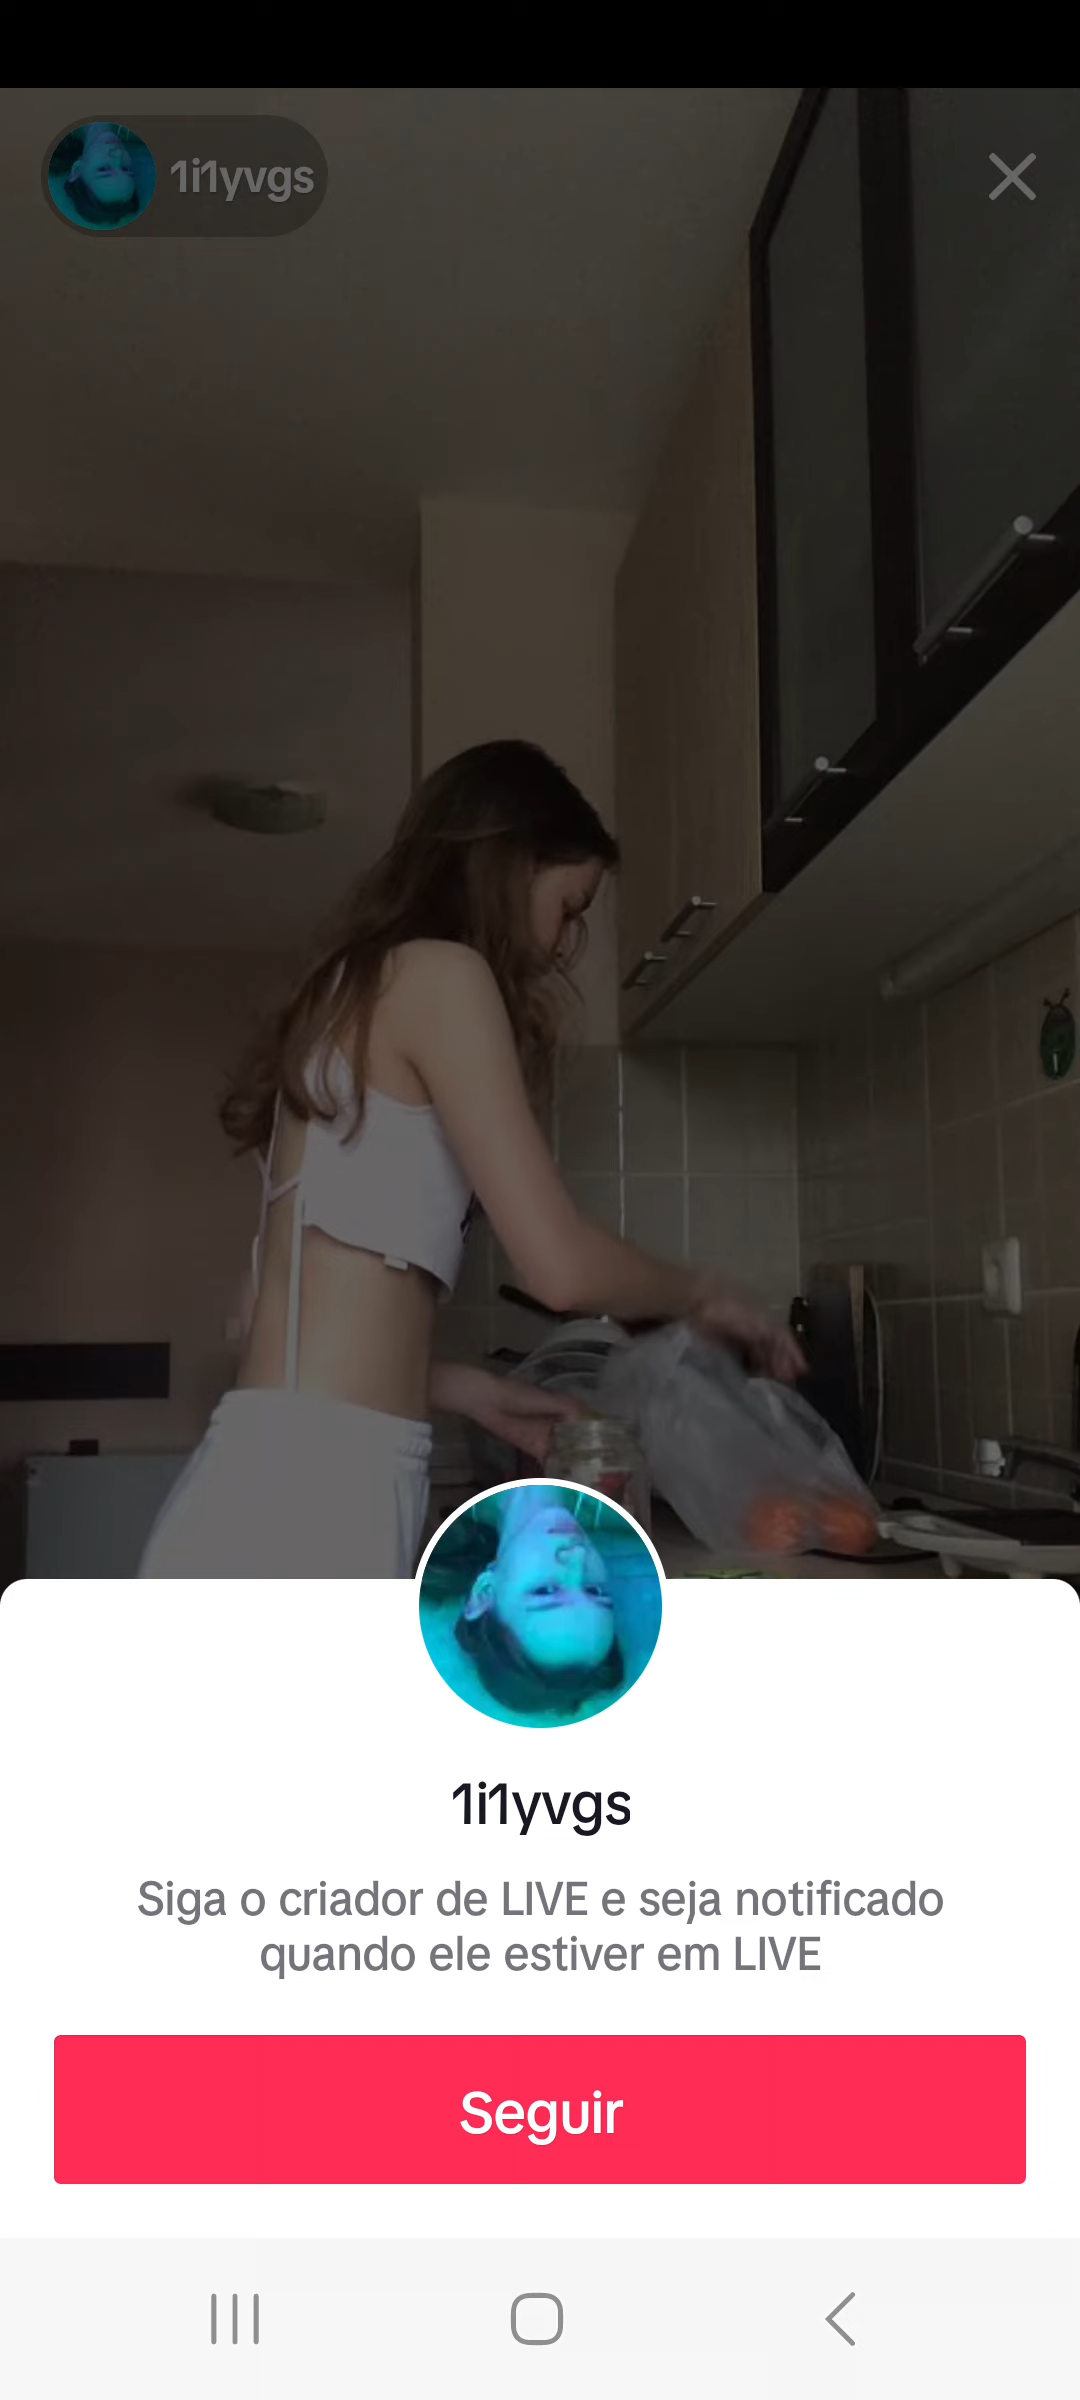 1i1yvgs
1i1yvgs
Siga o criador de LIVE e seja notificado
quando ele estiver em LIVE
Seguir